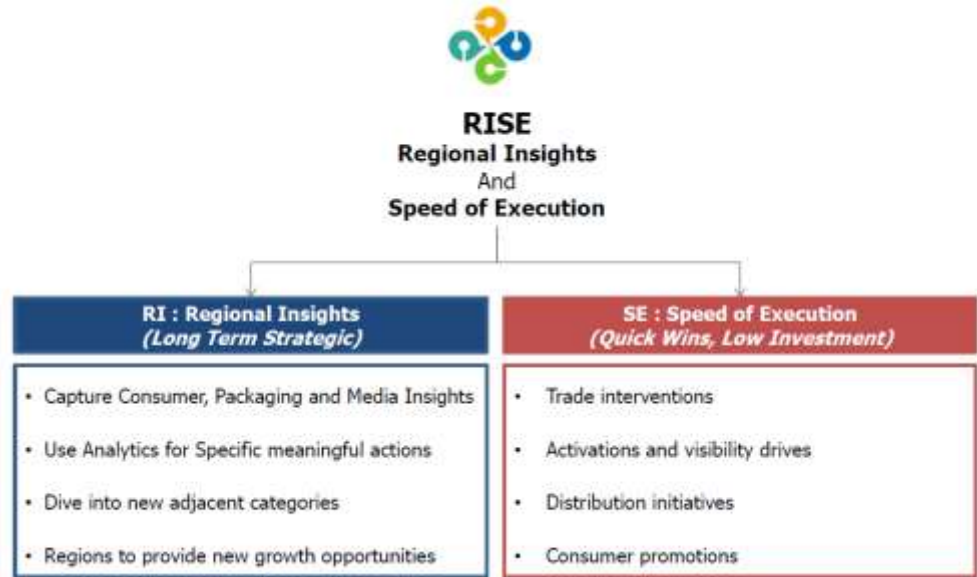 RISE
Regional Insights
And
Speed of Execution
RI : Regional Insights
(Long Term Strategic)
• Capture Consumer, Packaging and Media Insights
• Use Analytics for Specific meaningful actions
• Dive into new adjacent categories
• Regions to provide new growth opportunities
SE : Speed of Execution
(Quick Wins, Low Investment)
• Trade interventions
• Activations and visibility drives
• Distribution initiatives
• Consumer promotions